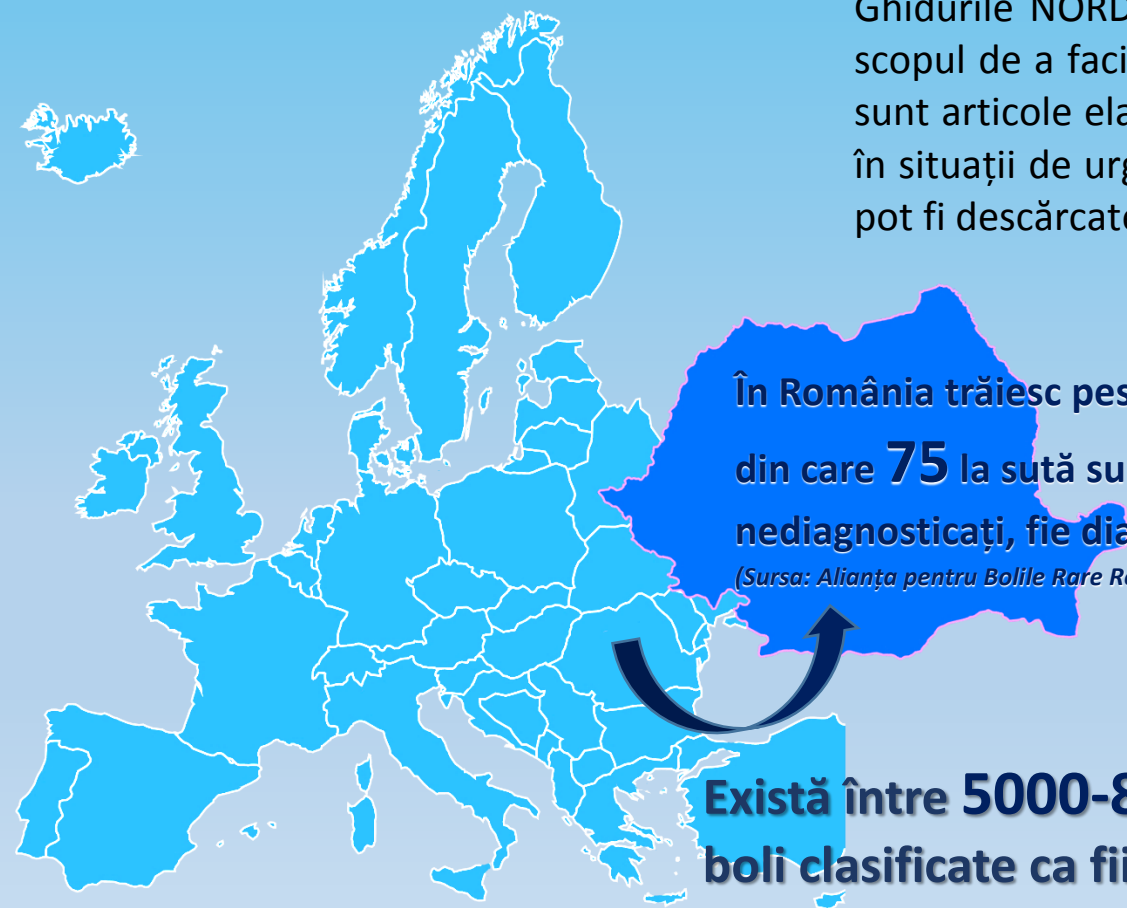 Ghidurile NORD
scopul de a faci
sunt articole ela
în situații de urg
pot fi descărcate
În România trăiesc pes
din care 75 la sută su
nediagnosticați, fie dia
(Sursa: Alianța pentru Bolile Rare Ro
Există între 5000-8
boli clasificate ca fii